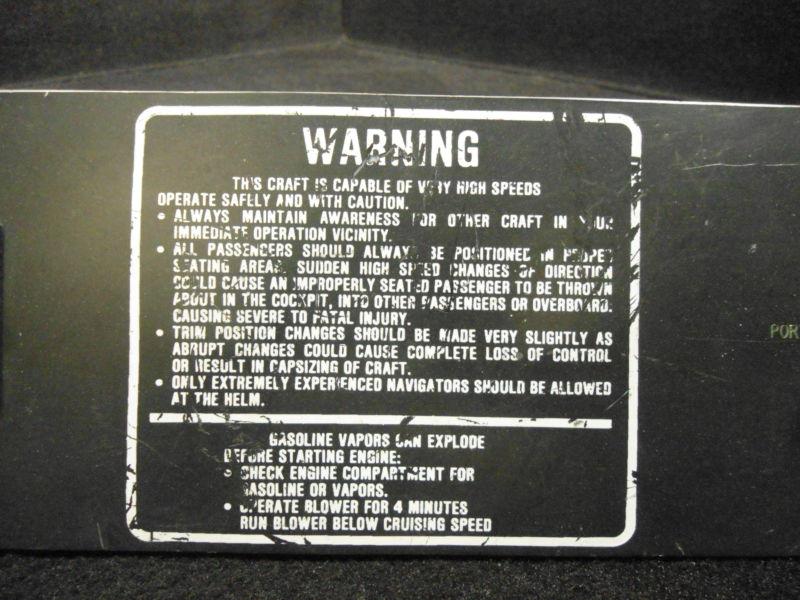 WARNING
THIS CRAFT IS CAPABLE OF VERY HIGH SPEEDS
OPERATE SAFELY AND WITH CAUTION.
• ALWAYS MAINTAIN AWARENESS FOR OTHER CRAFT IN YOUR
IMMEDIATE OPERATION VICINITY.
• ALL PASSENGERS SHOULD ALWAYS BE POSITIONED IN PROPER
SEATING AREAS. SUDDEN HIGH SPEED CHANGES OF DIRECTION
COULD CAUSE AN IMPROPERLY SEATED PASSENGER TO BE THROWN
ABOUT IN THE COCKPIT, INTO OTHER PASSENGERS OR OVERBOARD.
CAUSING SEVERE TO FATAL INJURY.
• TRIM POSITION CHANGES SHOULD BE MADE VERY SLIGHTLY AS
ABRUPT CHANGES COULD CAUSE COMPLETE LOSS OF CONTROL
OR RESULT IN CAPSIZING OF CRAFT.
• ONLY EXTREMELY EXPERIENCED NAVIGATORS SHOULD BE ALLOWED
AT THE HELM.
GASOLINE VAPORS CAN EXPLODE
BEFORE STARTING ENGINE:
• CHECK ENGINE COMPARTMENT FOR
GASOLINE OR VAPORS.
• OPERATE BLOWER FOR 4 MINUTES
RUN BLOWER BELOW CRUISING SPEED
POR